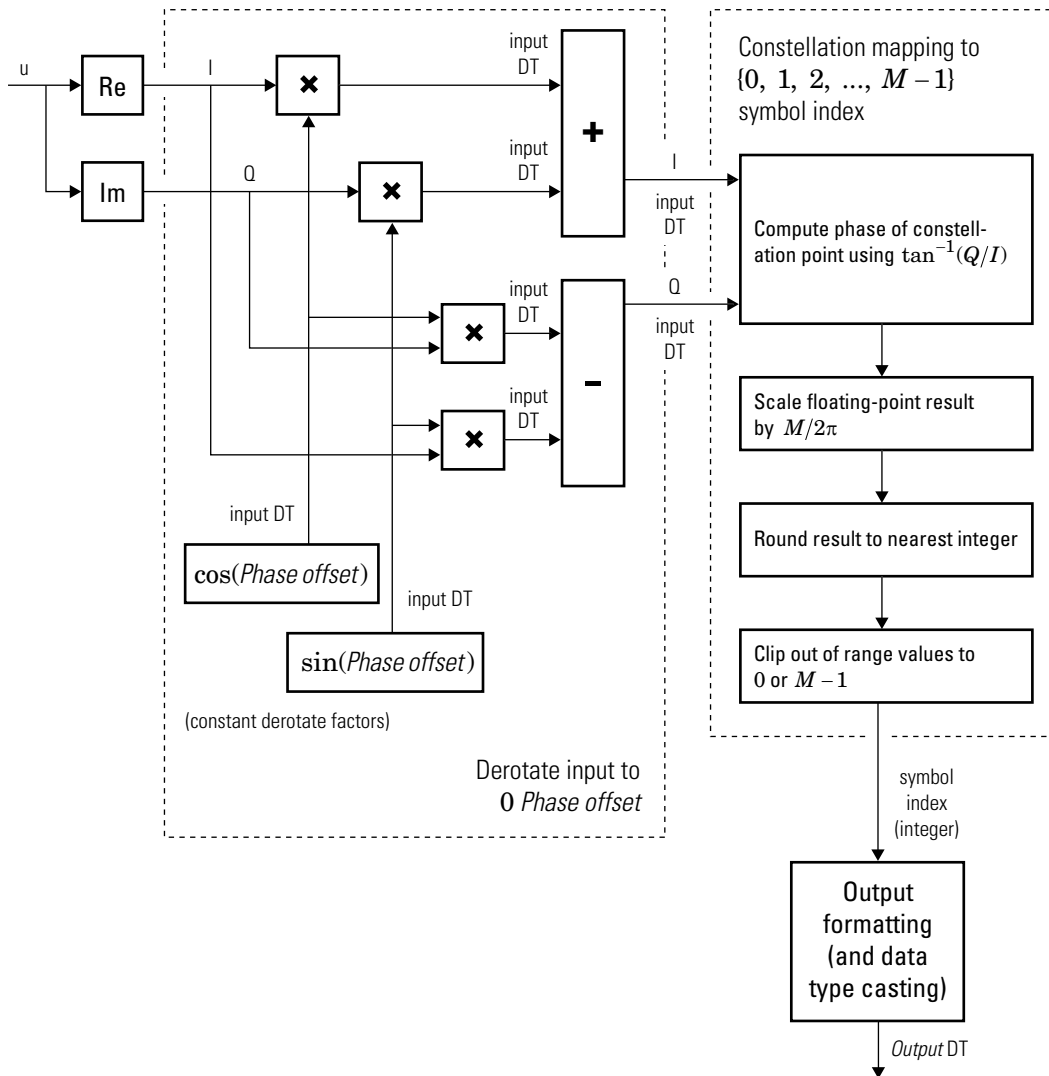 u
Re
I
×
input
DT
+
Im
Q
×
input
DT
I
input
DT
×
input
DT
–
Q
input
DT
×
input
DT
input DT
cos(Phase offset)
input DT
sin(Phase offset)
(constant derotate factors)
Derotate input to
0 Phase offset
Constellation mapping to
{0, 1, 2, ..., M – 1}
symbol index
Compute phase of constell-
ation point using tan⁻¹(Q/I)
Scale floating-point result
by M/2π
Round result to nearest integer
Clip out of range values to
0 or M – 1
symbol
index
(integer)
Output
formatting
(and data
type casting)
Output DT